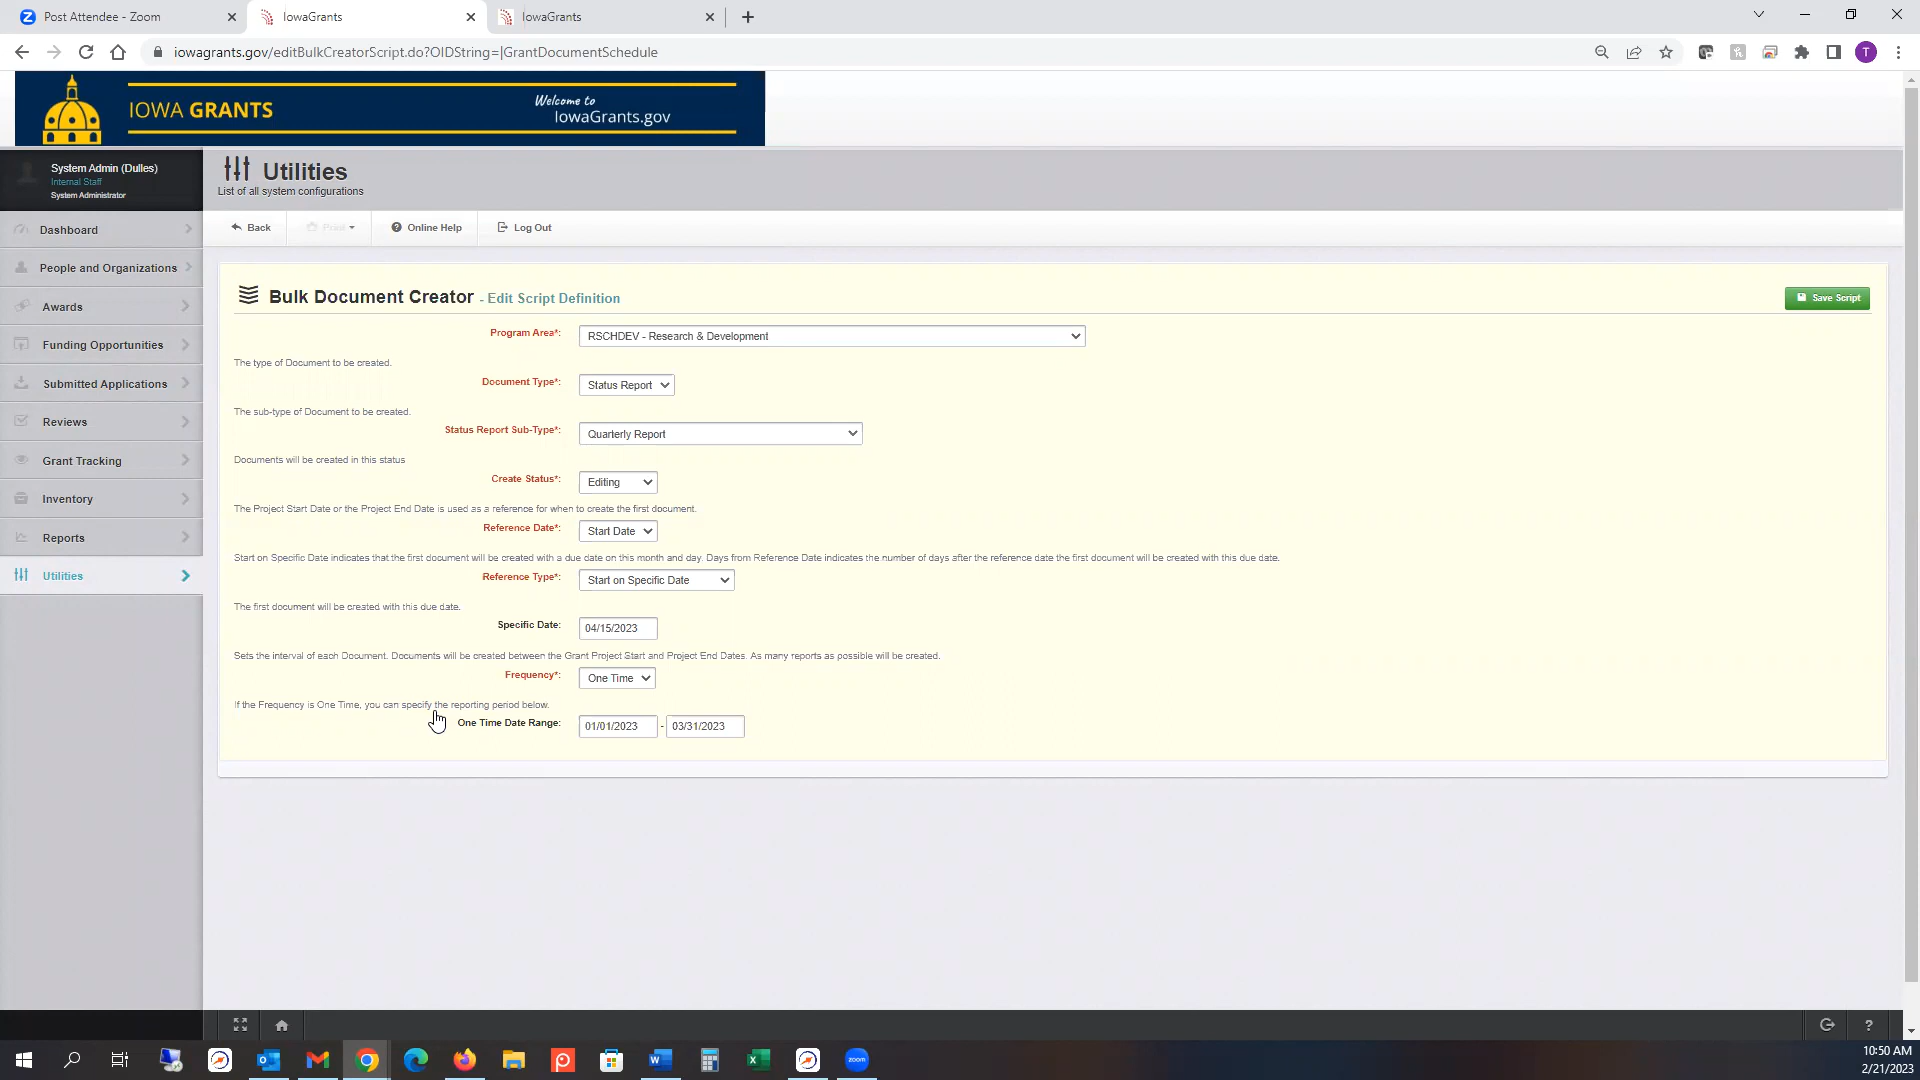 Post Attendee - Zoom
IowaGrants
IowaGrants
iowagrants.gov/editBulkCreatorScript.do?OIDString=|GrantDocumentSchedule
T
IOWA GRANTS
Welcome to
IowaGrants.gov
System Admin (Dulles)
Internal Staff
System Administrator
Utilities
List of all system configurations
Back
Print
Online Help
Log Out
Dashboard
People and Organizations
Awards
Funding Opportunities
Submitted Applications
Reviews
Grant Tracking
Inventory
Reports
Utilities
Bulk Document Creator - Edit Script Definition
Save Script
Program Area*: RSCHDEV - Research & Development
The type of Document to be created.
Document Type*: Status Report
The sub-type of Document to be created.
Status Report Sub-Type*: Quarterly Report
Documents will be created in this status
Create Status*: Editing
The Project Start Date or the Project End Date is used as a reference for when to create the first document.
Reference Date*: Start Date
Start on Specific Date indicates that the first document will be created with a due date on this month and day. Days from Reference Date indicates the number of days after the reference date the first document will be created with this due date.
Reference Type*: Start on Specific Date
The first document will be created with this due date.
Specific Date: 04/15/2023
Sets the interval of each Document. Documents will be created between the Grant Project Start and Project End Dates. As many reports as possible will be created.
Frequency*: One Time
If the Frequency is One Time, you can specify the reporting period below.
One Time Date Range: 01/01/2023 - 03/31/2023
?
zoom
10:50 AM
2/21/2023